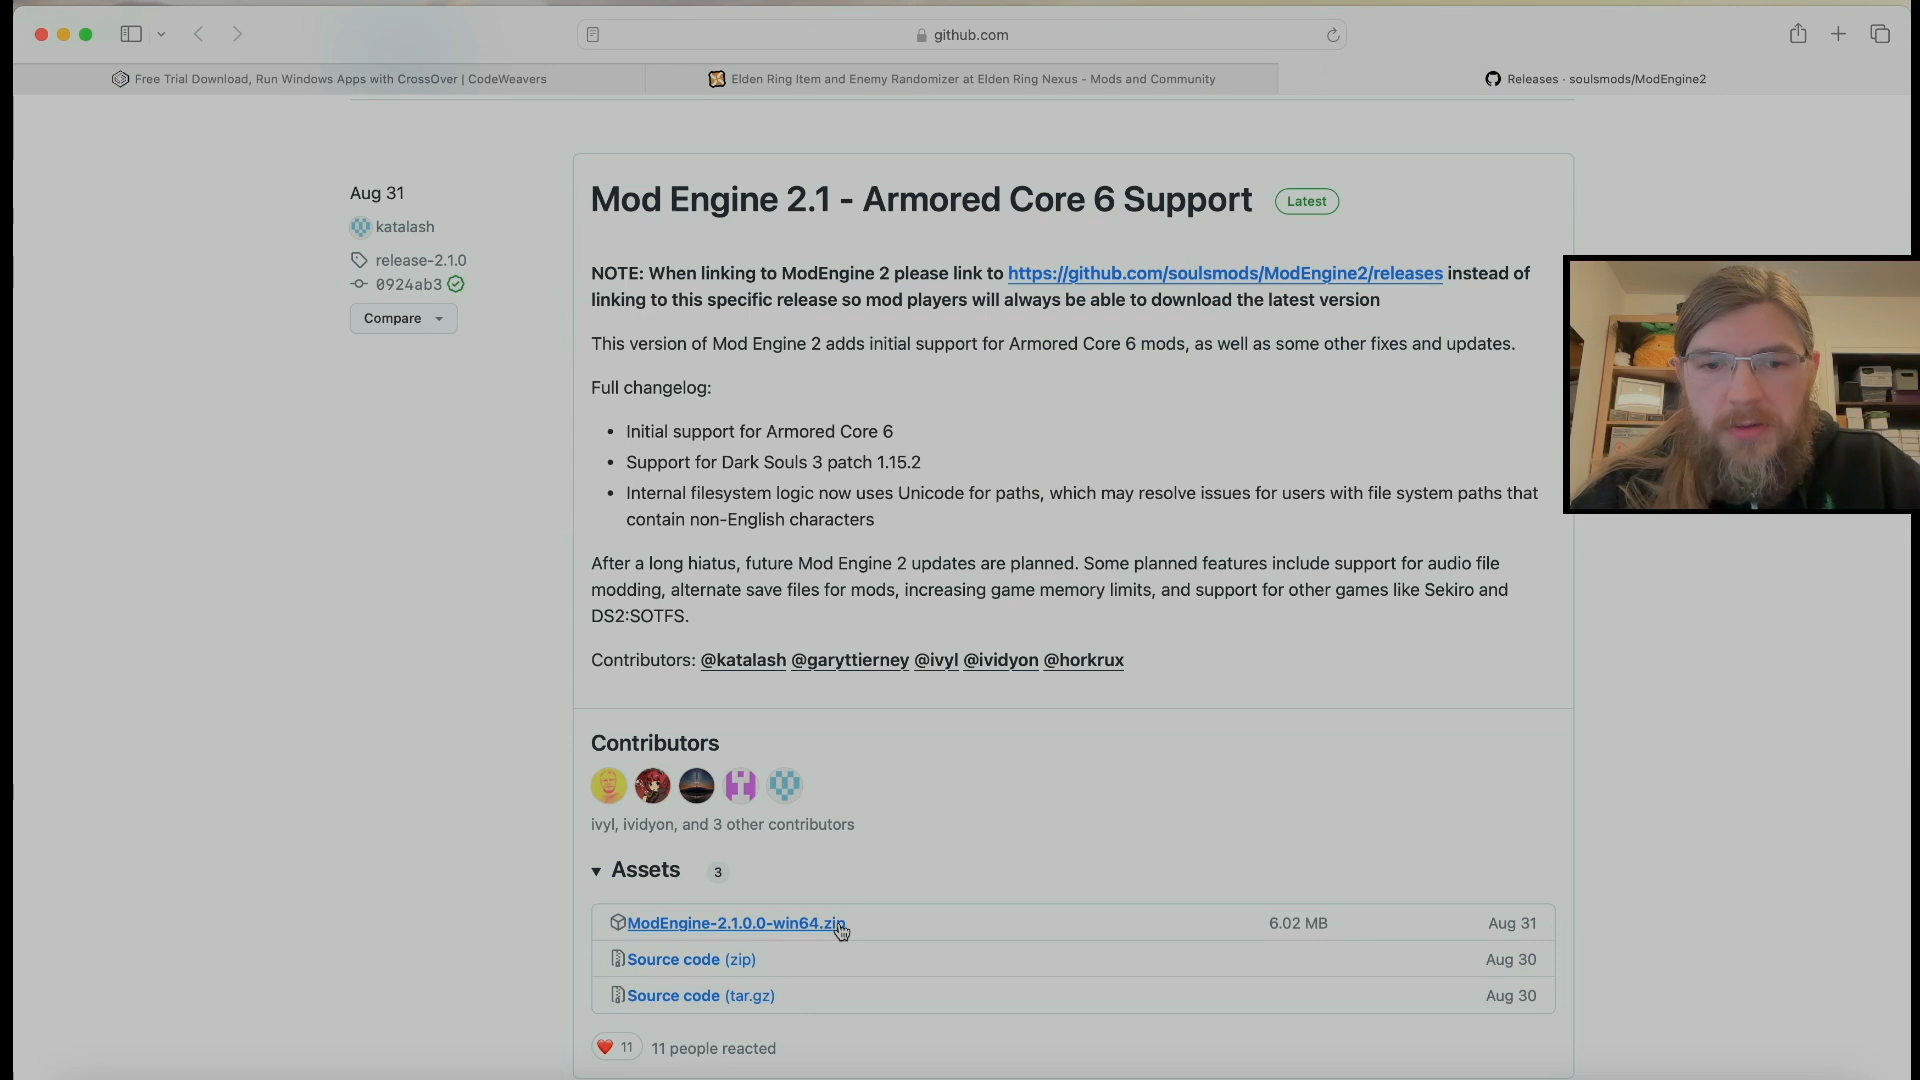 github.com
Free Trial Download, Run Windows Apps with CrossOver | CodeWeavers
Elden Ring Item and Enemy Randomizer at Elden Ring Nexus - Mods and Community
Releases · soulsmods/ModEngine2
Aug 31
katalash
release-2.1.0
0924ab3
Compare
Mod Engine 2.1 - Armored Core 6 Support
Latest
NOTE: When linking to ModEngine 2 please link to https://github.com/soulsmods/ModEngine2/releases instead of
linking to this specific release so mod players will always be able to download the latest version
This version of Mod Engine 2 adds initial support for Armored Core 6 mods, as well as some other fixes and updates.
Full changelog:
• Initial support for Armored Core 6
• Support for Dark Souls 3 patch 1.15.2
• Internal filesystem logic now uses Unicode for paths, which may resolve issues for users with file system paths that
contain non-English characters
After a long hiatus, future Mod Engine 2 updates are planned. Some planned features include support for audio file
modding, alternate save files for mods, increasing game memory limits, and support for other games like Sekiro and
DS2:SOTFS.
Contributors: @katalash @garyttierney @ivyl @ividyon @horkrux
Contributors
ivyl, ividyon, and 3 other contributors
Assets 3
ModEngine-2.1.0.0-win64.zip 6.02 MB Aug 31
Source code (zip) Aug 30
Source code (tar.gz) Aug 30
11 11 people reacted